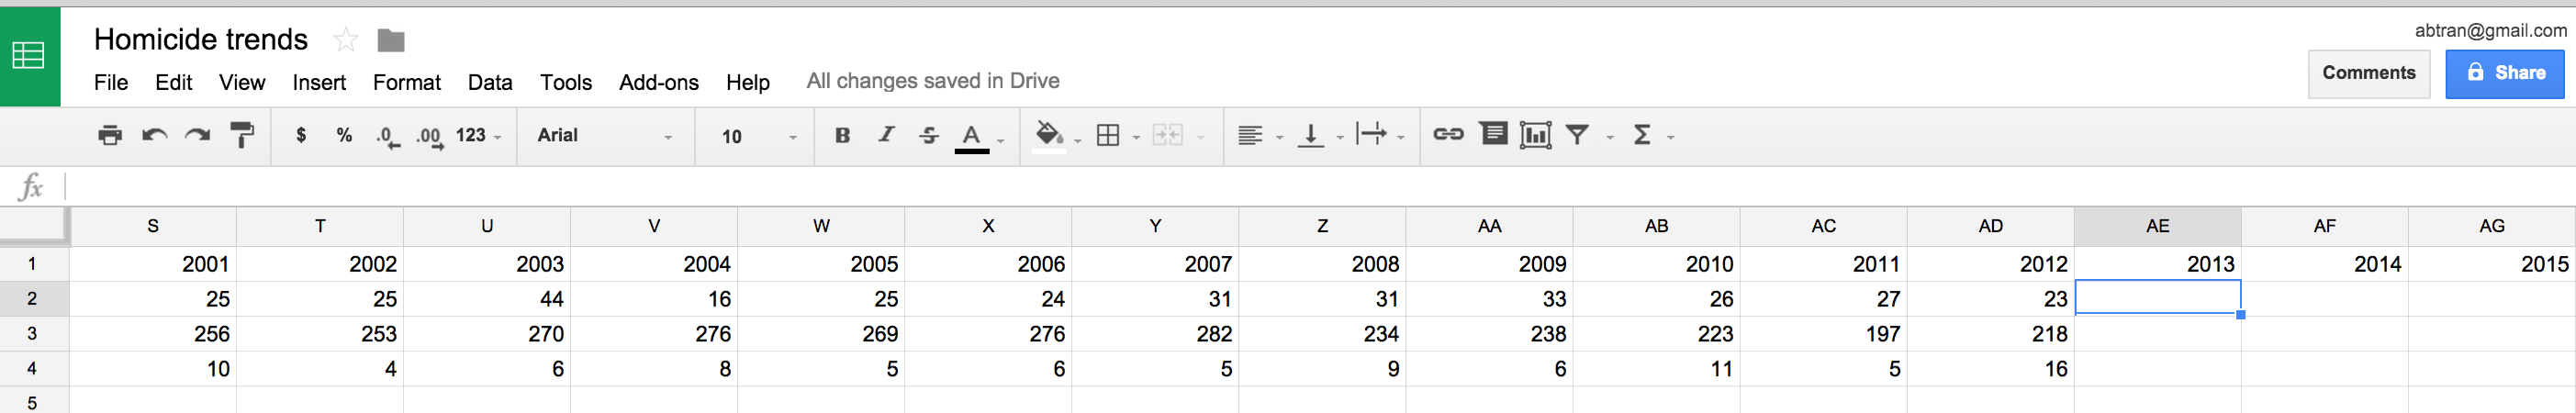 Homicide trends
abtran@gmail.com
File Edit View Insert Format Data Tools Add-ons Help All changes saved in Drive
Comments Share
$ % .0 .00 123 Arial 10 B I S A Σ
fx
S T U V W X Y Z AA AB AC AD AE AF AG
1 2001 2002 2003 2004 2005 2006 2007 2008 2009 2010 2011 2012 2013 2014 2015
2 25 25 44 16 25 24 31 31 33 26 27 23
3 256 253 270 276 269 276 282 234 238 223 197 218
4 10 4 6 8 5 6 5 9 6 11 5 16
5